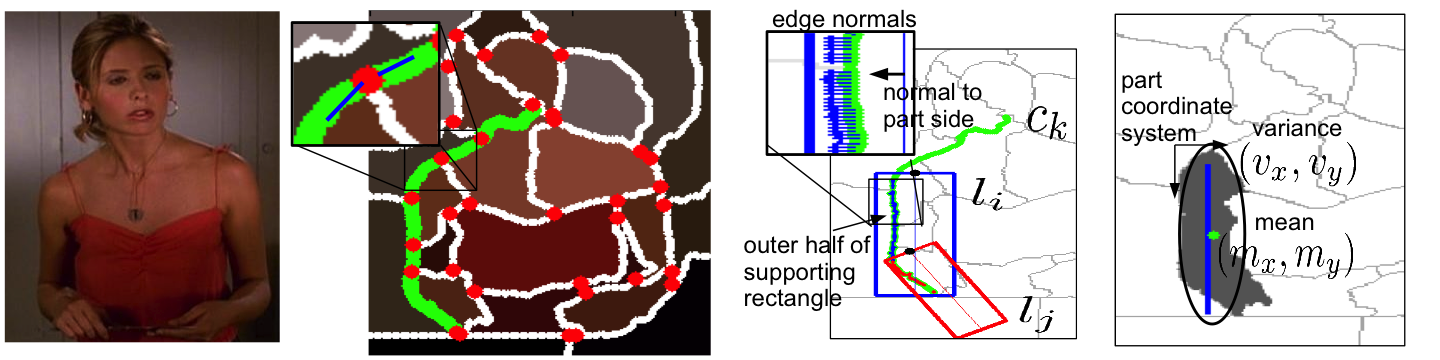 edge normals
normal to
part side
c_k
l_i
outer half of
supporting
rectangle
l_j
part
coordinate
system
variance
(v_x, v_y)
mean
(m_x, m_y)